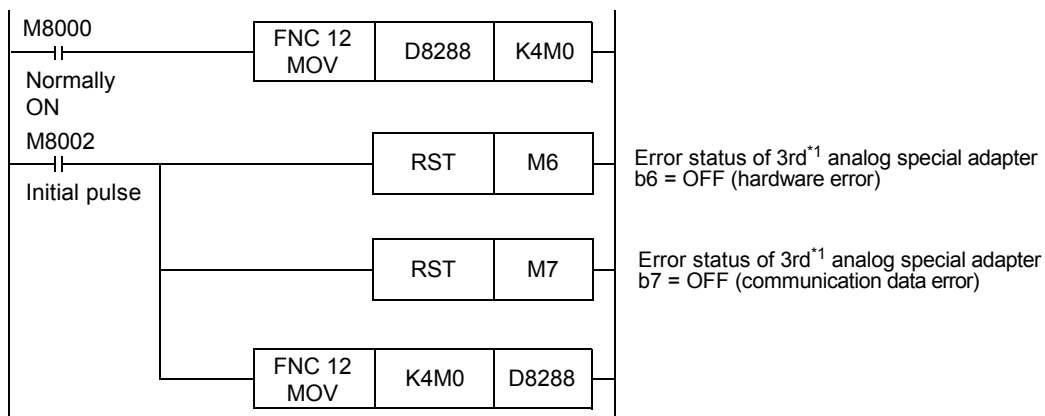 M8000
FNC 12
MOV
D8288
K4M0
Normally
ON
M8002
RST
M6
Error status of 3rd*1 analog special adapter
b6 = OFF (hardware error)
Initial pulse
RST
M7
Error status of 3rd*1 analog special adapter
b7 = OFF (communication data error)
FNC 12
MOV
K4M0
D8288